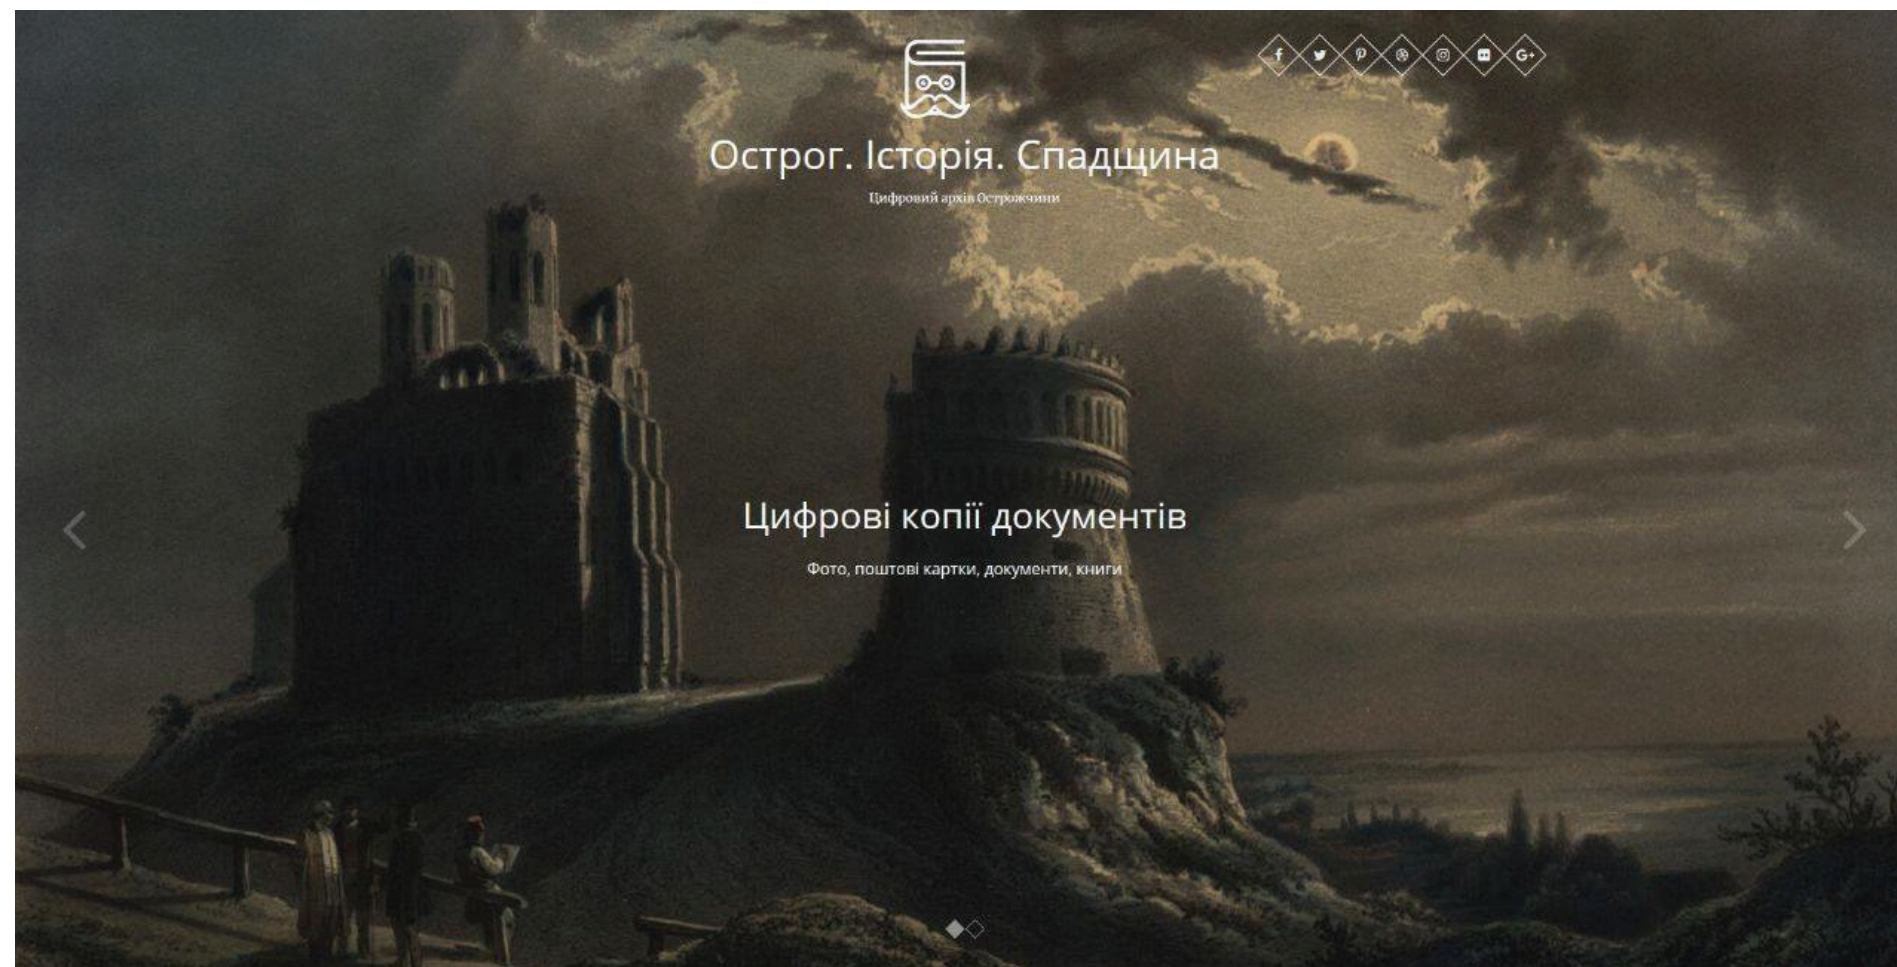 Острог. Історія. Спадщина
Цифровий архів Острожчини
Цифрові копії документів
Фото, поштові картки, документи, книги